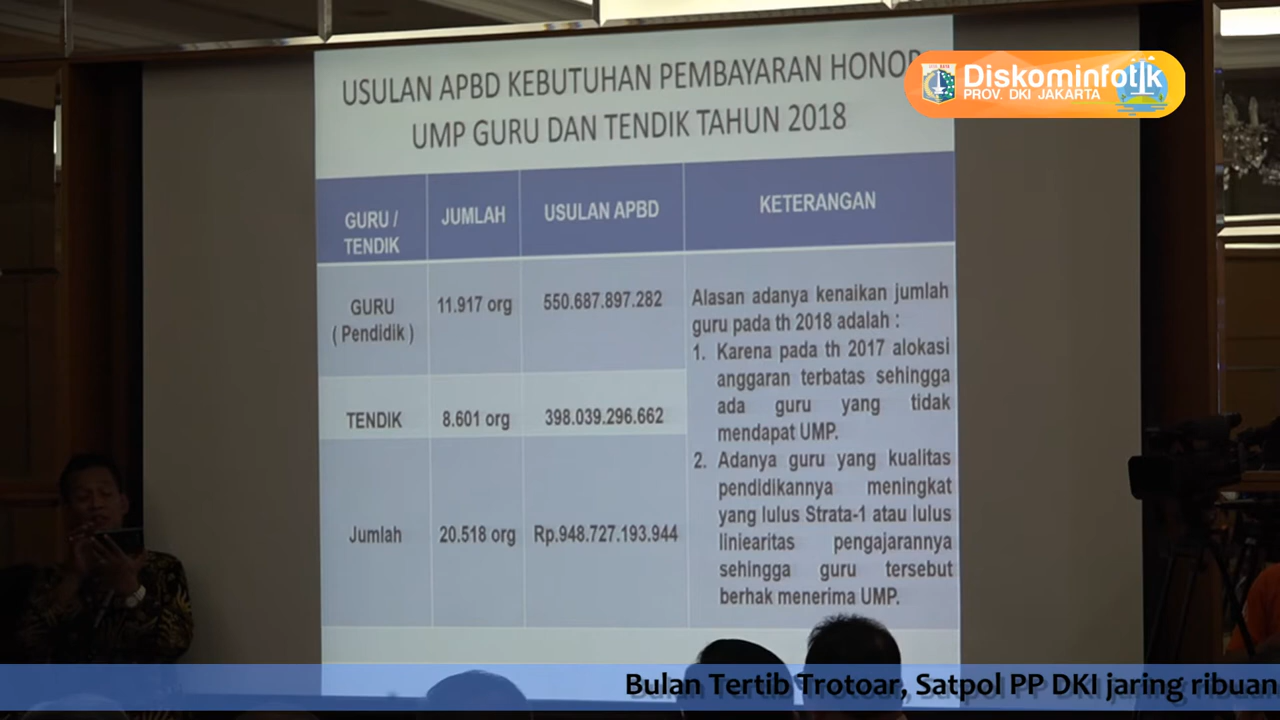 USULAN APBD KEBUTUHAN PEMBAYARAN HONOR
UMP GURU DAN TENDIK TAHUN 2018
Diskominfotik
PROV. DKI JAKARTA
GURU /
TENDIK
JUMLAH
USULAN APBD
KETERANGAN
GURU
( Pendidik )
11.917 org
550.687.897.282
TENDIK
8.601 org
398.039.296.662
Jumlah
20.518 org
Rp.948.727.193.944
Alasan adanya kenaikan jumlah
guru pada th 2018 adalah :
1. Karena pada th 2017 alokasi
anggaran terbatas sehingga
ada guru yang tidak
mendapat UMP.
2. Adanya guru yang kualitas
pendidikannya meningkat
yang lulus Strata-1 atau lulus
liniearitas pengajarannya
sehingga guru tersebut
berhak menerima UMP.
Bulan Tertib Trotoar, Satpol PP DKI jaring ribuan